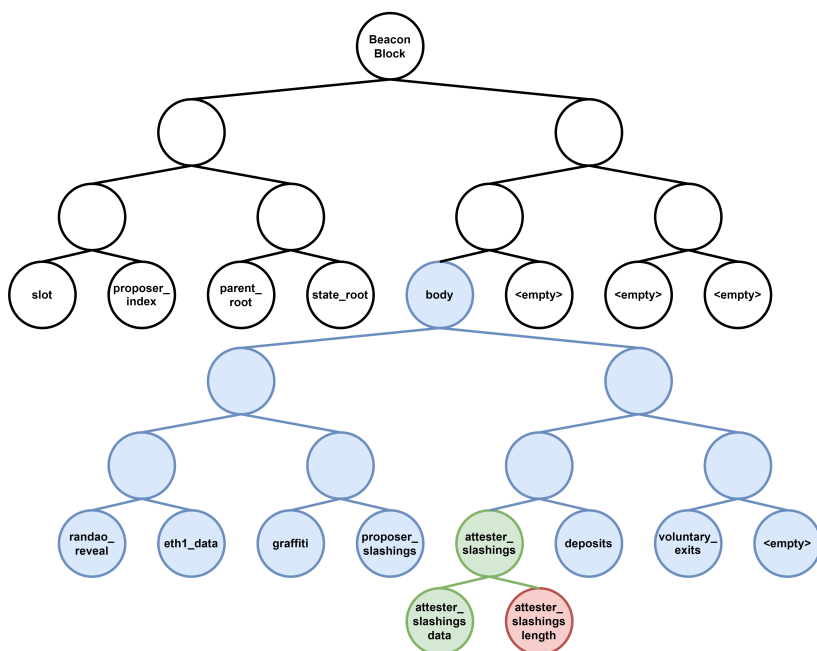 Beacon
Block
slot
proposer_
index
parent_
root
state_root
body
<empty>
<empty>
<empty>
randao_
reveal
eth1_data
graffiti
proposer_
slashings
attester_
slashings
deposits
voluntary_
exits
<empty>
attester_
slashings
data
attester_
slashings
length